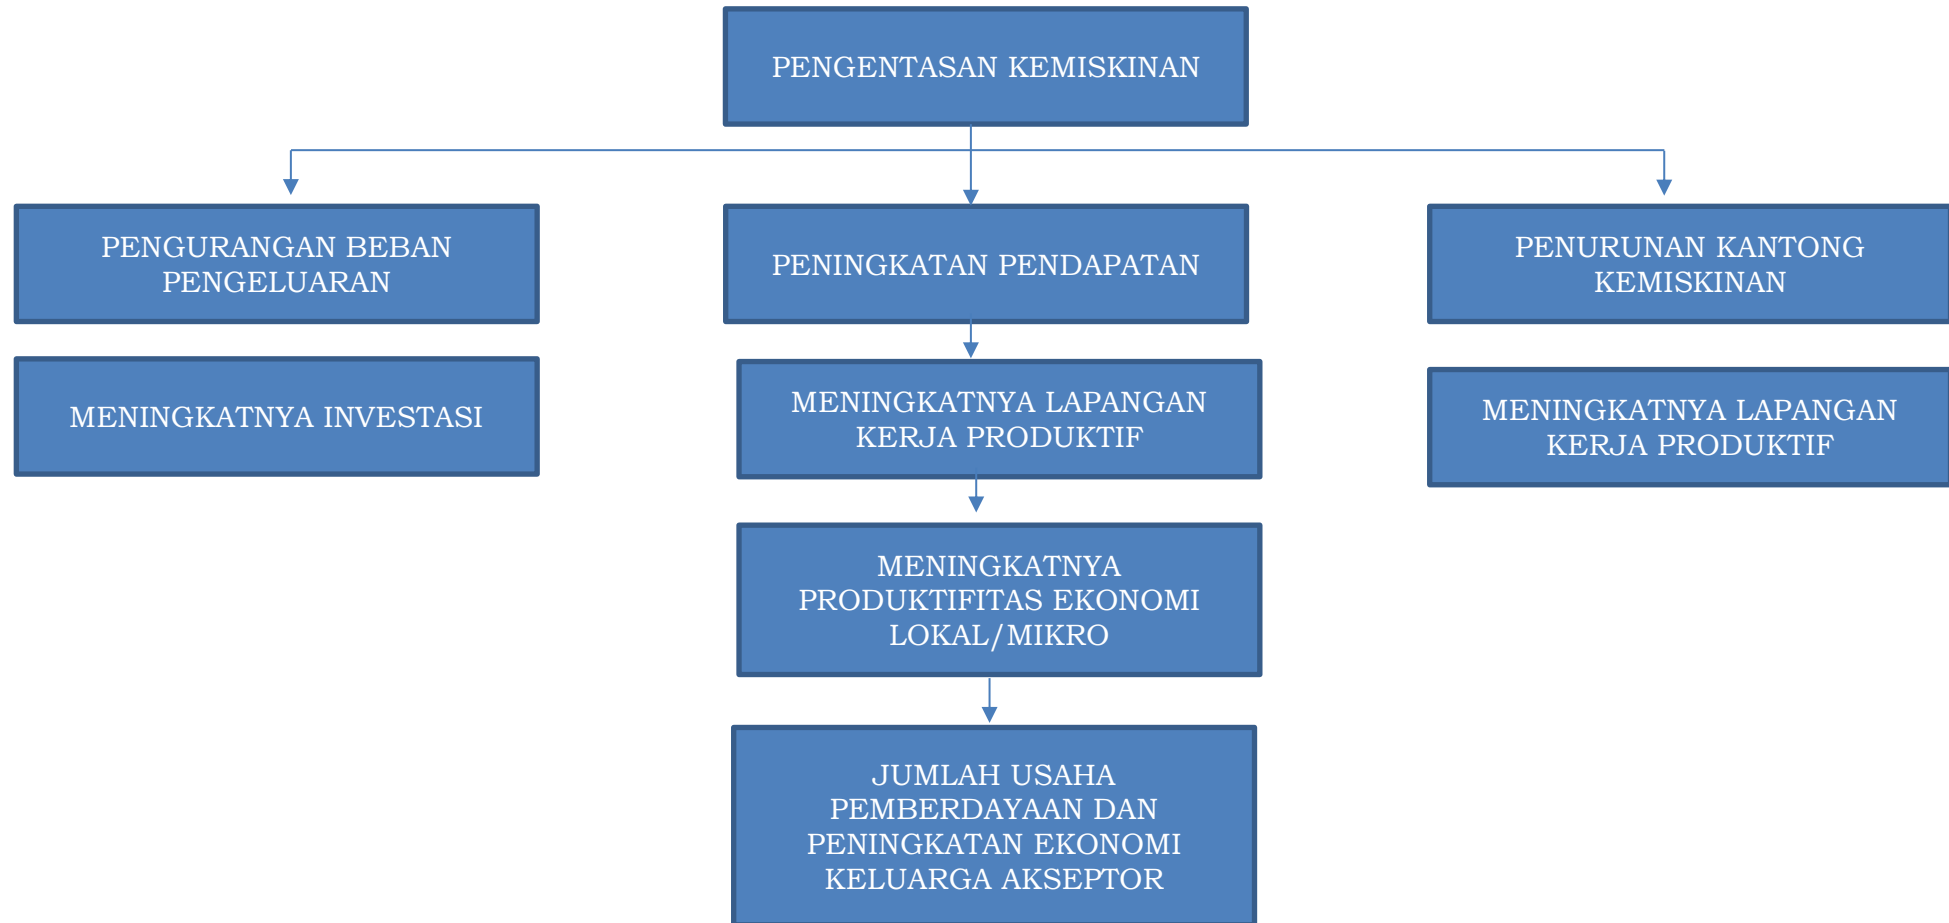 PENGENTASAN KEMISKINAN
PENGURANGAN BEBAN
PENGELUARAN
PENINGKATAN PENDAPATAN
PENURUNAN KANTONG
KEMISKINAN
MENINGKATNYA INVESTASI
MENINGKATNYA LAPANGAN
KERJA PRODUKTIF
MENINGKATNYA LAPANGAN
KERJA PRODUKTIF
MENINGKATNYA
PRODUKTIFITAS EKONOMI
LOKAL/MIKRO
JUMLAH USAHA
PEMBERDAYAAN DAN
PENINGKATAN EKONOMI
KELUARGA AKSEPTOR